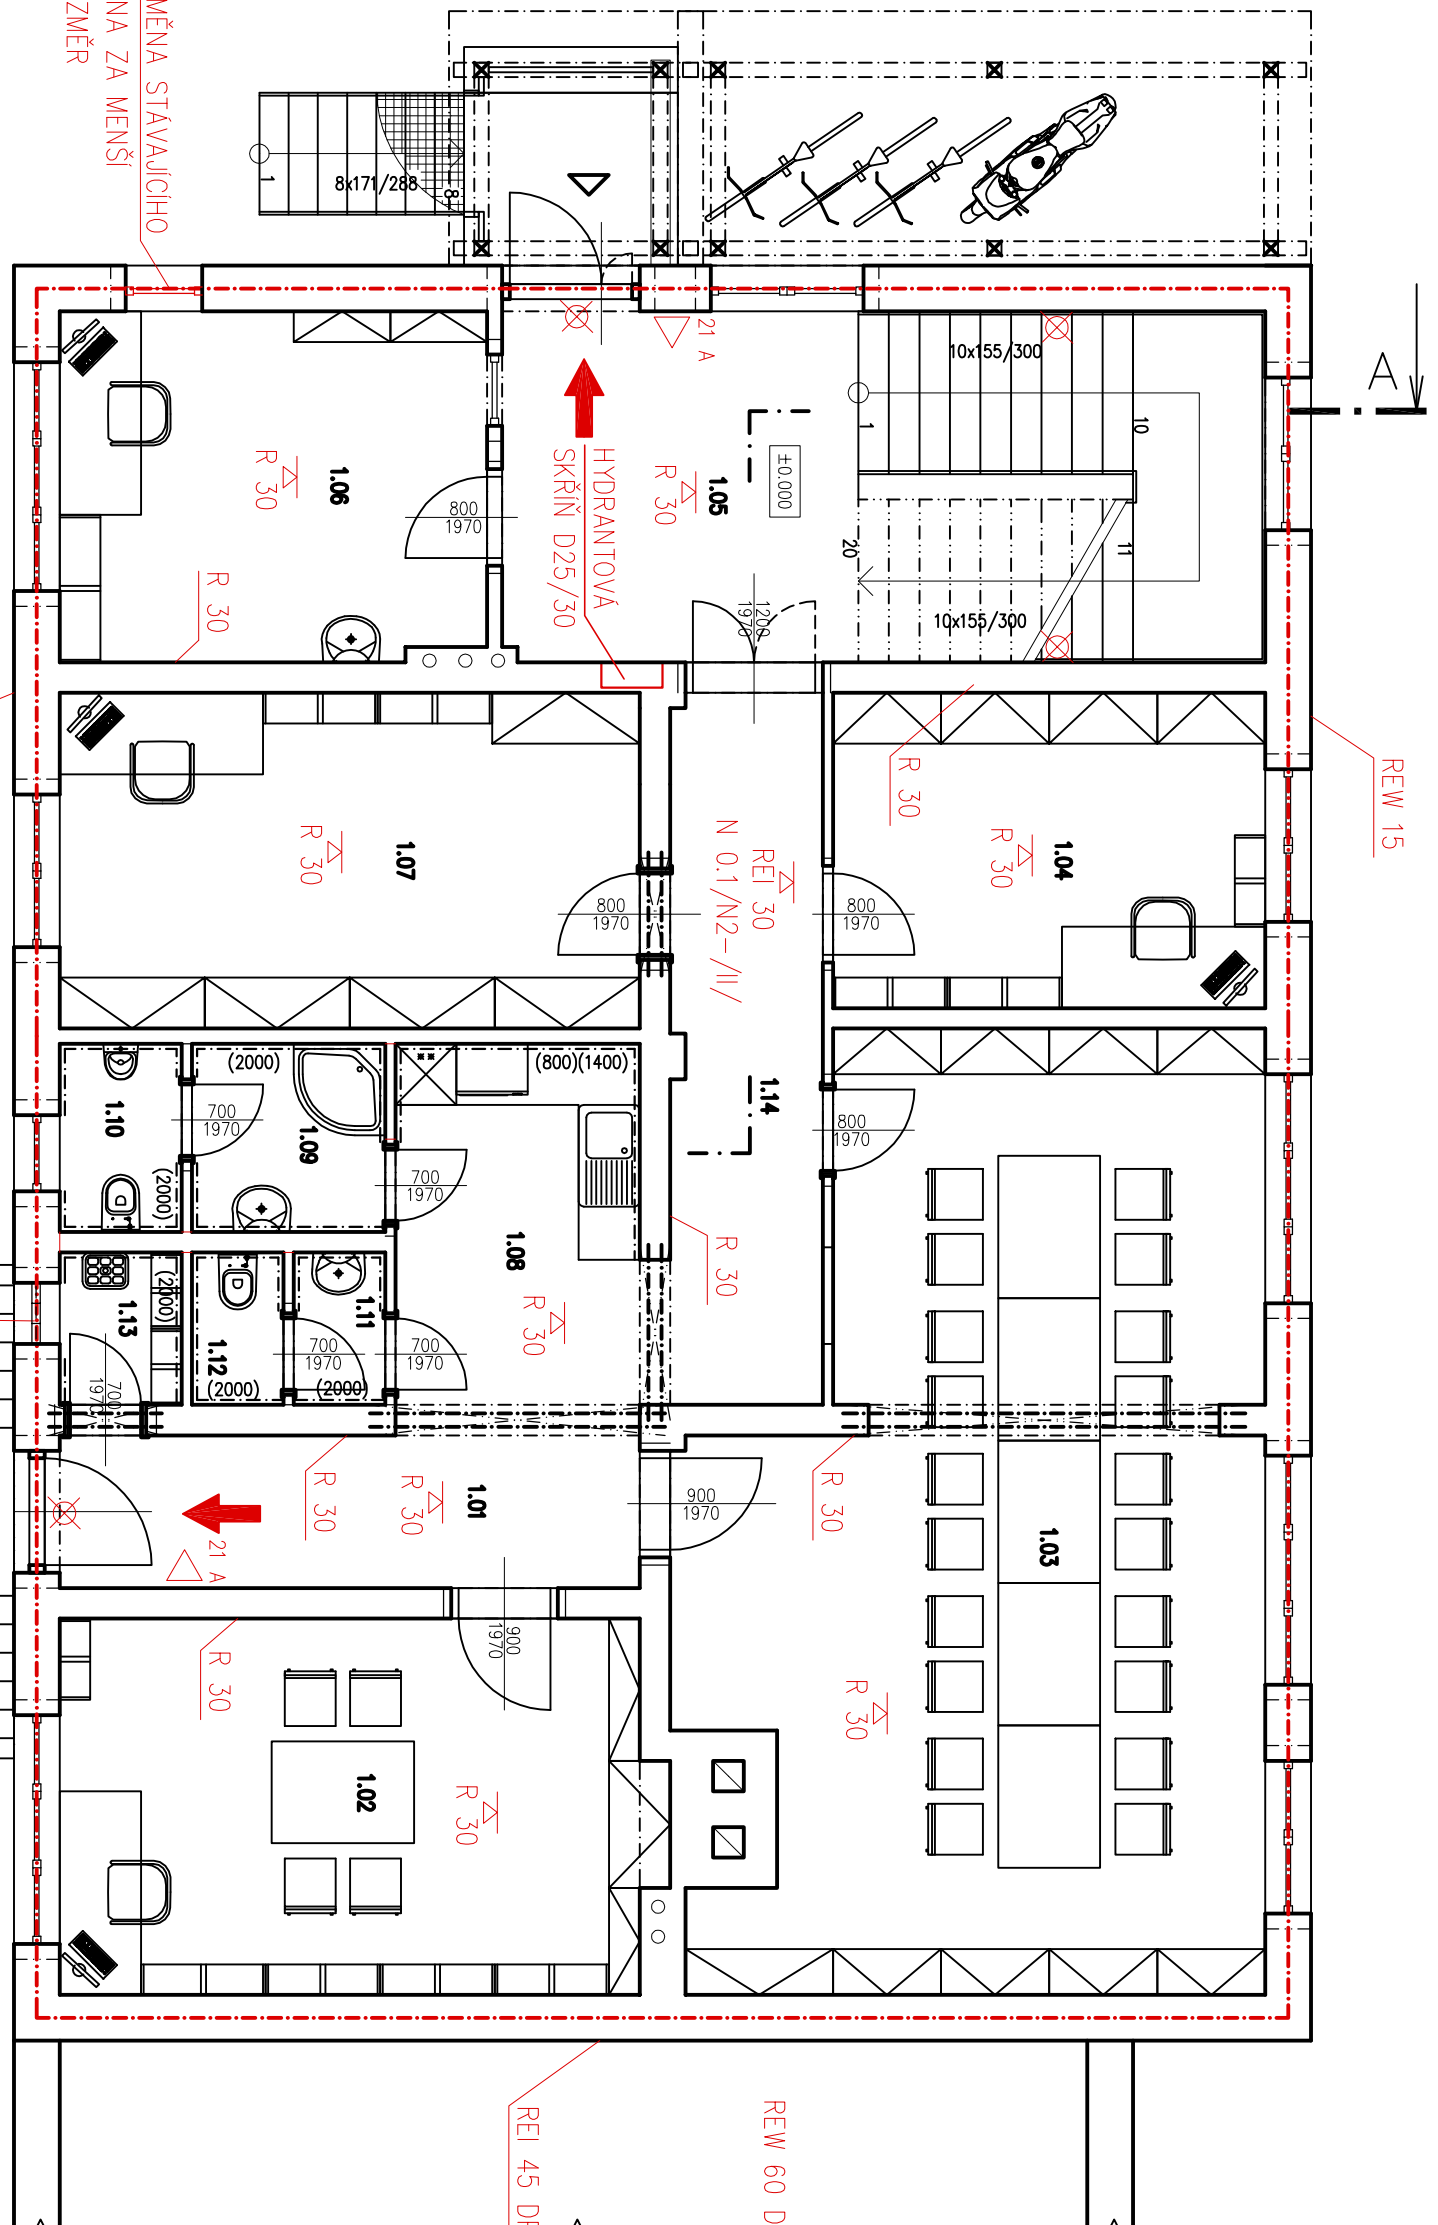 MĚNA STÁVAJÍCÍHO
NA ZA MENŠÍ
ZMĚR
1
8x171/288
8
A
21 A
10x155/300
10
1
±0.000
1.05
R 30
HYDRANTOVÁ
SKŘÍŇ D25/30
1.06
R 30
800
1970
R 30
20
11
10x155/300
1200
1970
REW 15
R 30
1.04
R 30
800
1970
REI 30
N 0.1/N2-/II/
1.07
R 30
800
1970
1.14
800
1970
(2000)
(800)(1400)
1.10
700
1970
1.09
(2000)
700
1970
1.08
R 30
R 30
(2000)
1.13
700
1970
1.12
(2000)
700
1970
1.11
(2000)
700
1970
R 30
1.01
R 30
21 A
900
1970
R 30
1.03
R 30
900
1970
R 30
1.02
R 30
REI 45 DP
REW 60 D